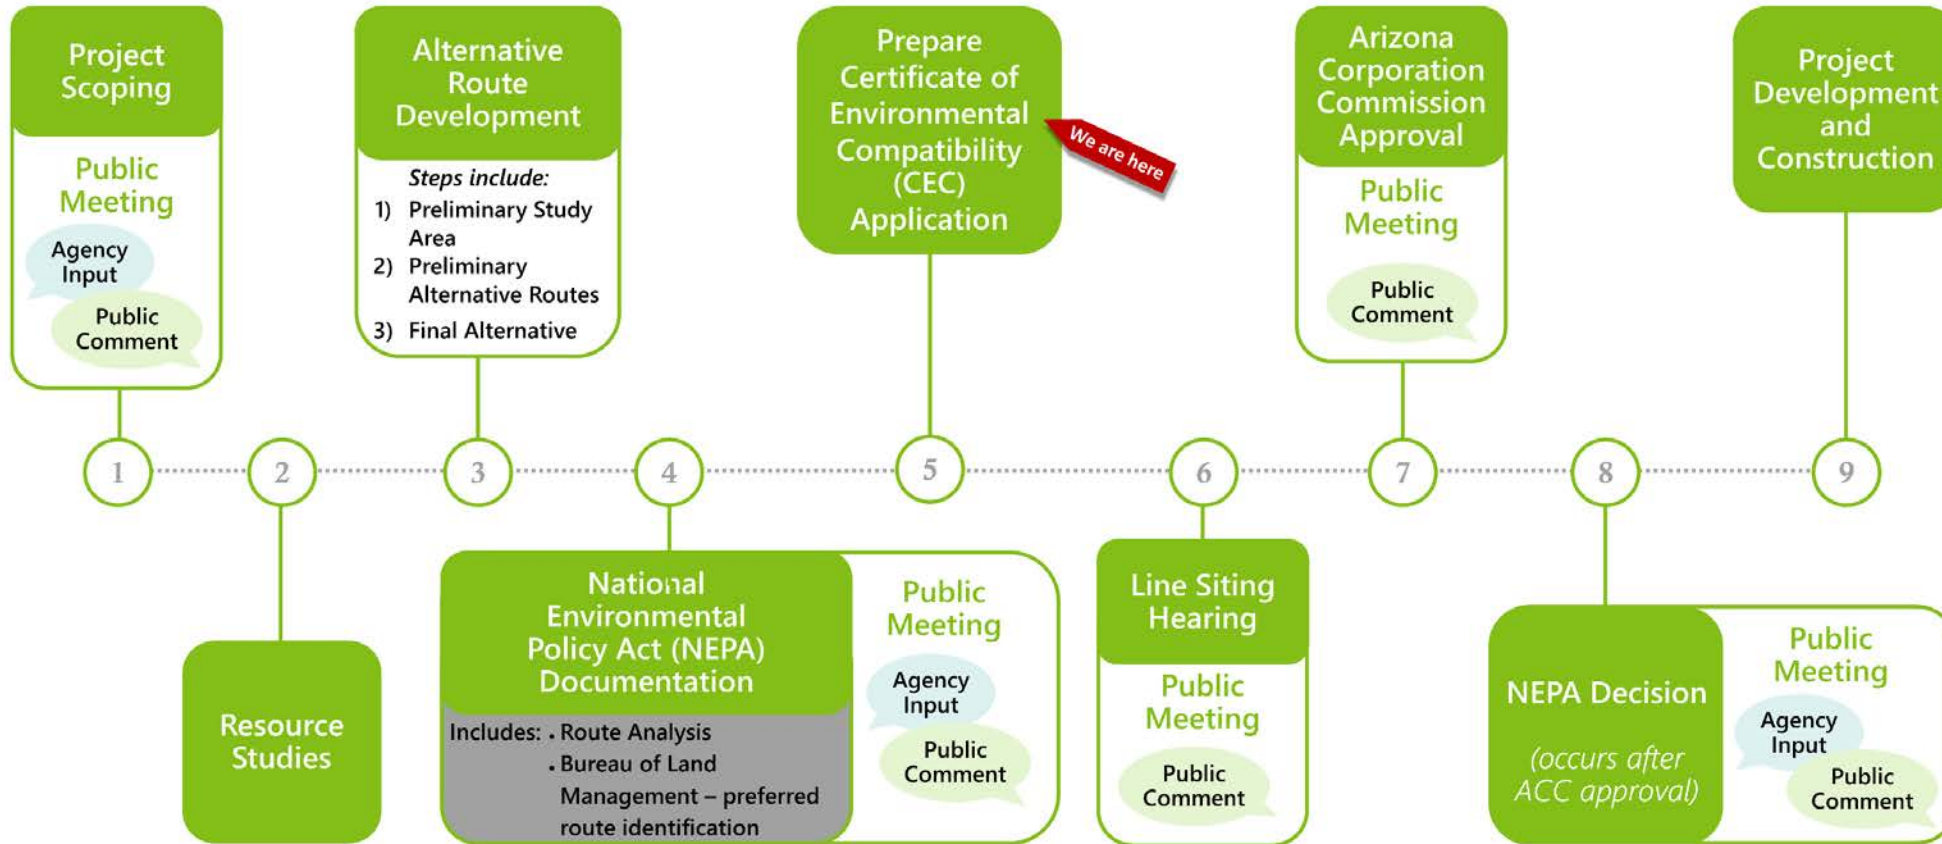 Project
Scoping
Public
Meeting
Agency
Input
Public
Comment
Alternative
Route
Development
Steps include:
1) Preliminary Study
Area
2) Preliminary
Alternative Routes
3) Final Alternative
Prepare
Certificate of
Environmental
Compatibility
(CEC)
Application
We are here
Arizona
Corporation
Commission
Approval
Public
Meeting
Public
Comment
Project
Development
and
Construction
1
2
3
4
5
6
7
8
9
Resource
Studies
National
Environmental
Policy Act (NEPA)
Documentation
Includes: . Route Analysis
. Bureau of Land
Management – preferred
route identification
Public
Meeting
Agency
Input
Public
Comment
Line Siting
Hearing
Public
Meeting
Public
Comment
NEPA Decision
(occurs after
ACC approval)
Public
Meeting
Agency
Input
Public
Comment